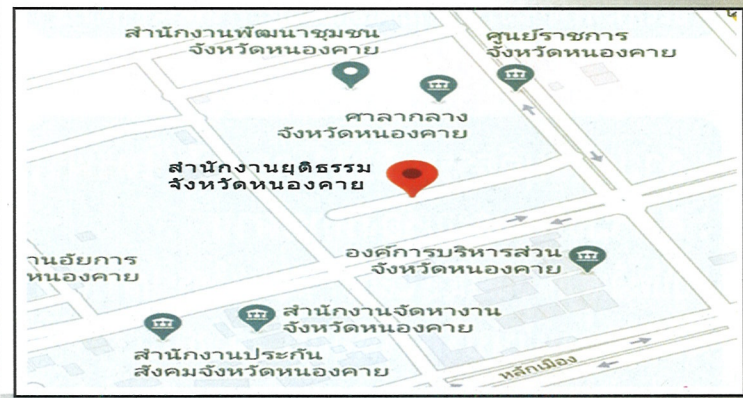 สำนักงานพัฒนาชุมชน
จังหวัดหนองคาย
ศูนย์ราชการ
จังหวัดหนองคาย
ศาลากลาง
จังหวัดหนองคาย
สำนักงานยุติธรรม
จังหวัดหนองคาย
องค์การบริหารส่วน
จังหวัดหนองคาย
านอัยการ
หนองคาย
สำนักงานจัดหางาน
จังหวัดหนองคาย
สำนักงานประกัน
สังคมจังหวัดหนองคาย
หลักเมือง